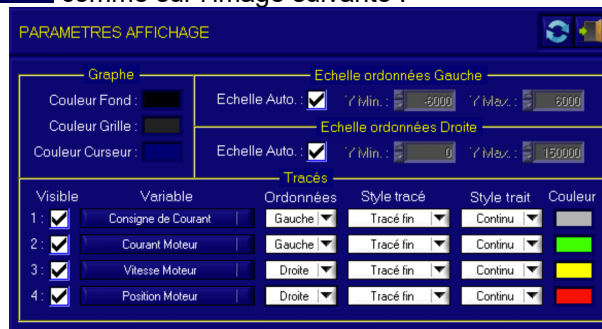 comme sur l'image suivante :
PARAMETRES AFFICHAGE
Graphe
Couleur Fond :
Couleur Grille :
Couleur Curseur :
Echelle ordonnées Gauche
Echelle Auto. : Y Min. : -6000 Y Max. : 6000
Echelle ordonnées Droite
Echelle Auto. : Y Min. : 0 Y Max. : 150000
Tracés
Visible Variable Ordonnées Style tracé Style trait Couleur
1 : Consigne de Courant Gauche Tracé fin Continu
2 : Courant Moteur Gauche Tracé fin Continu
3 : Vitesse Moteur Droite Tracé fin Continu
4 : Position Moteur Droite Tracé fin Continu